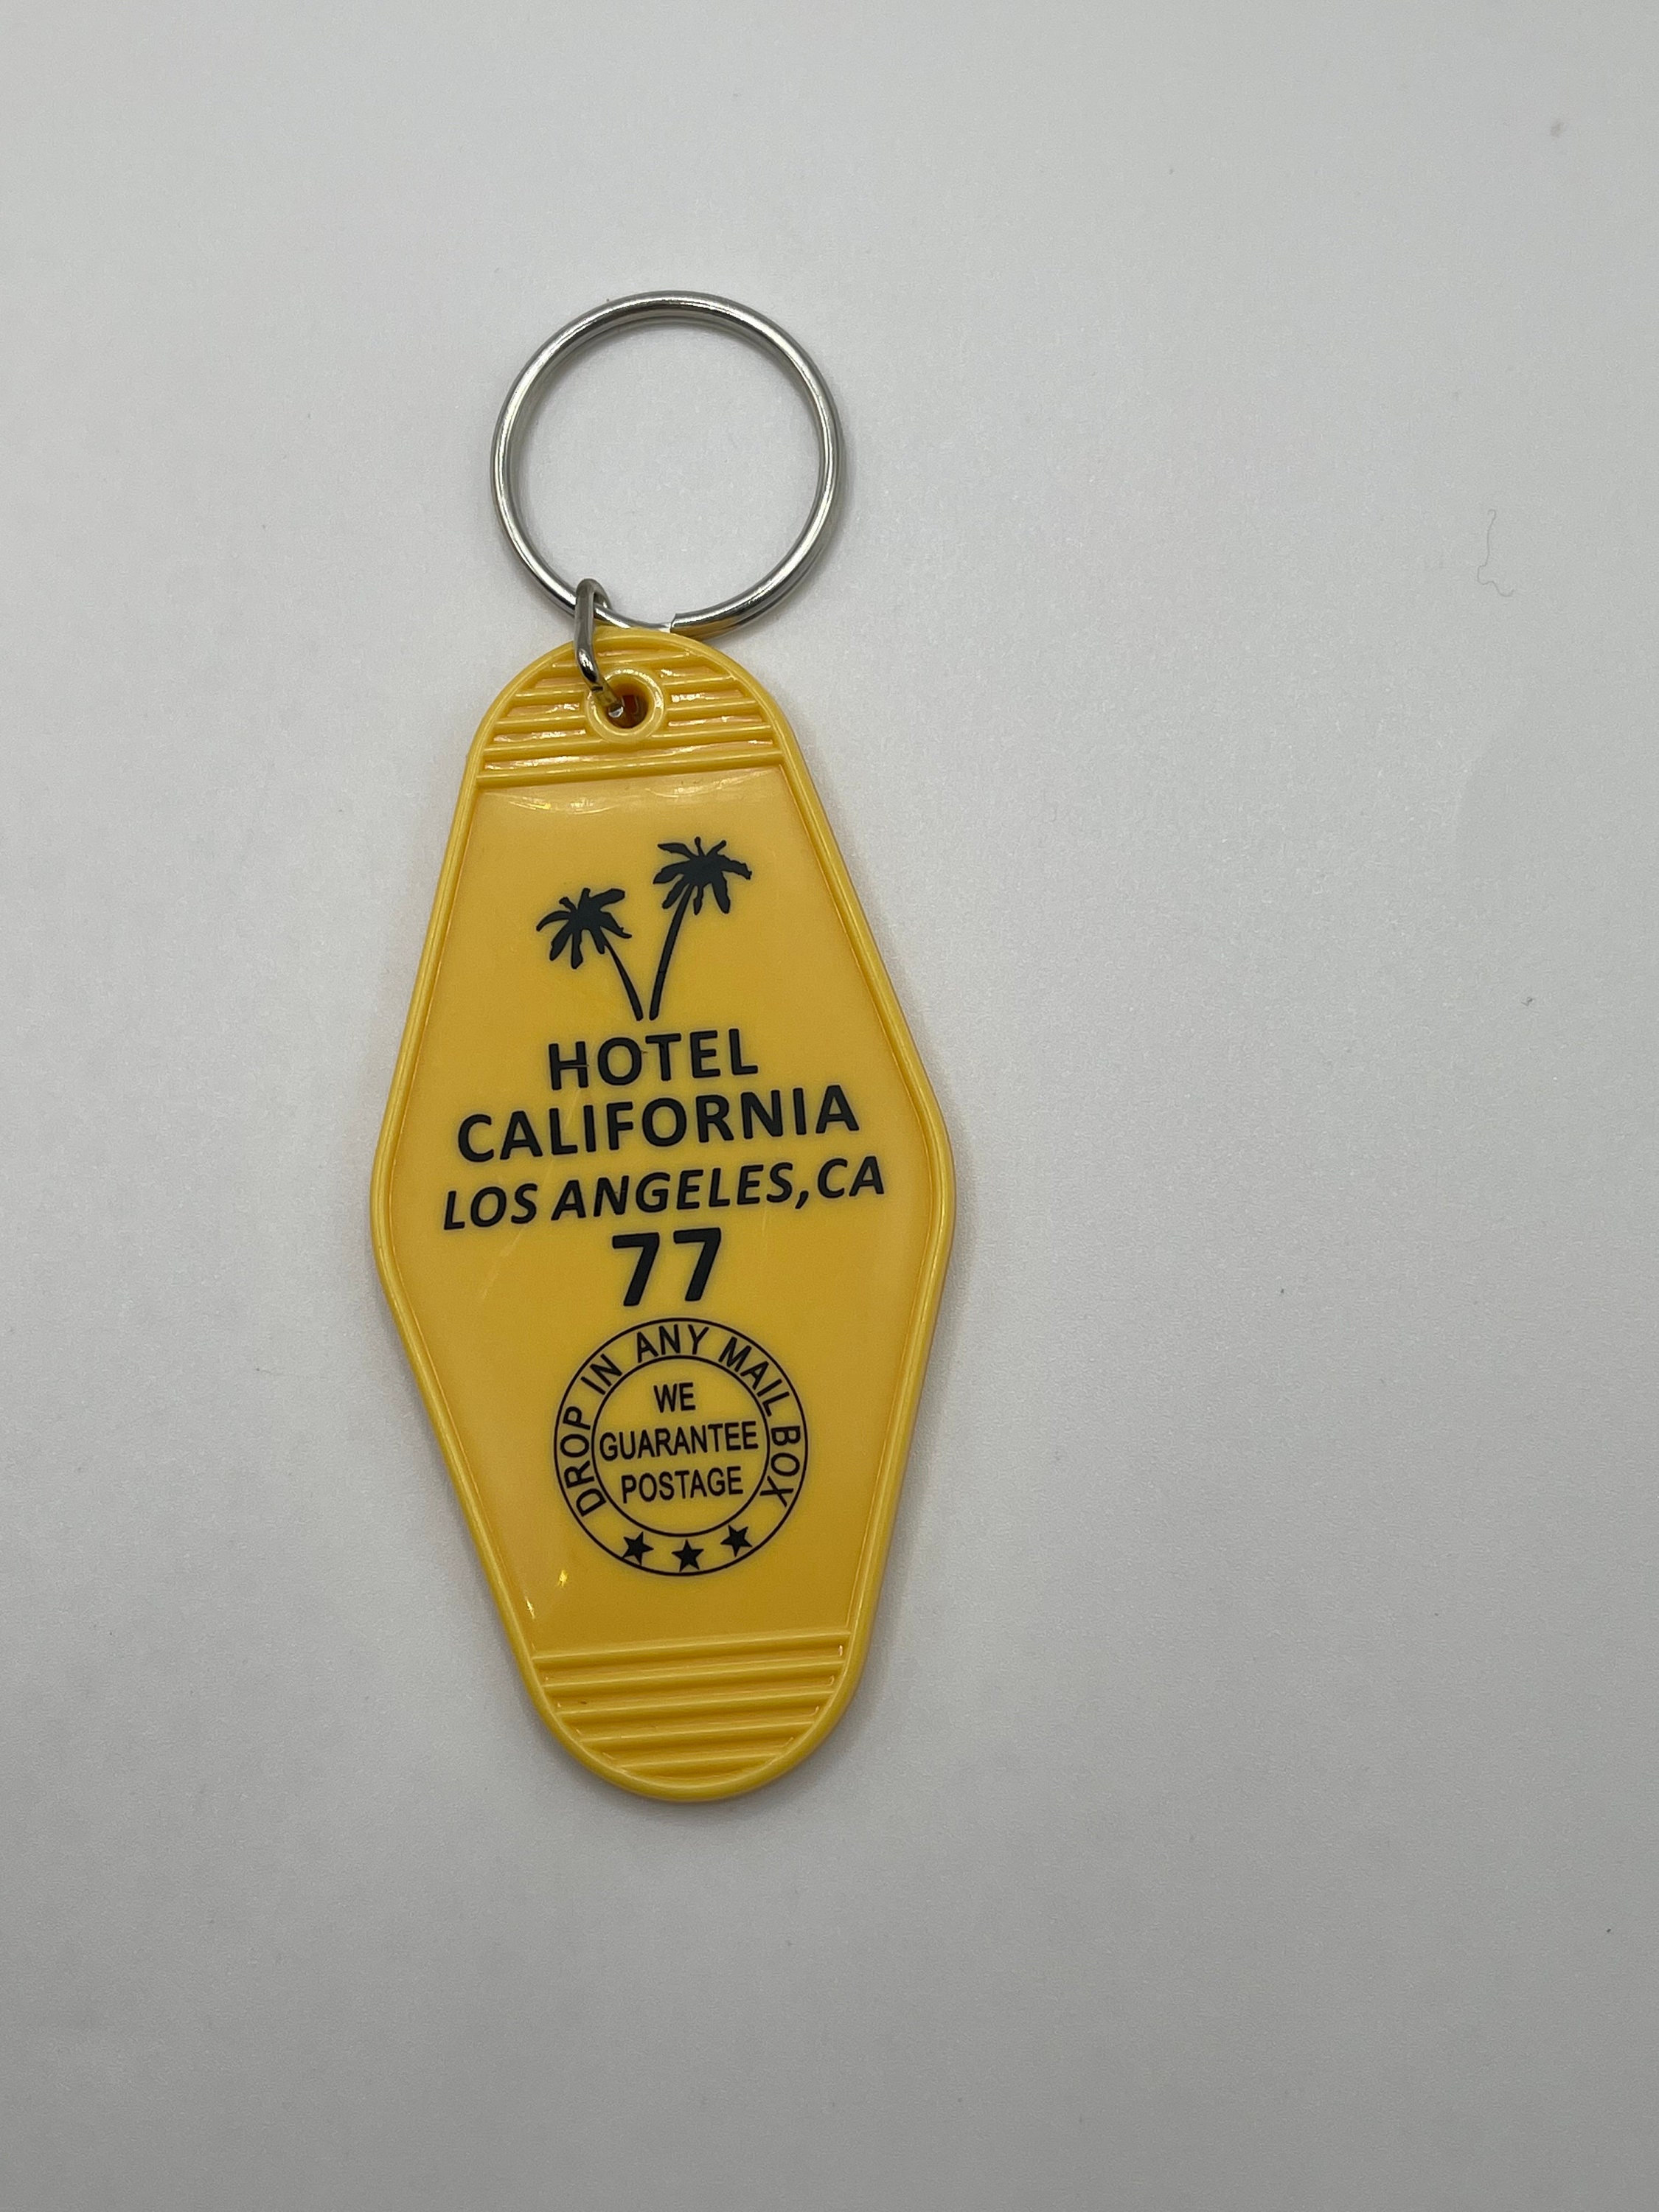 HOTEL
CALIFORNIA
LOS ANGELES, CA
77
DROP IN ANY MAIL BOX
WE
GUARANTEE
POSTAGE